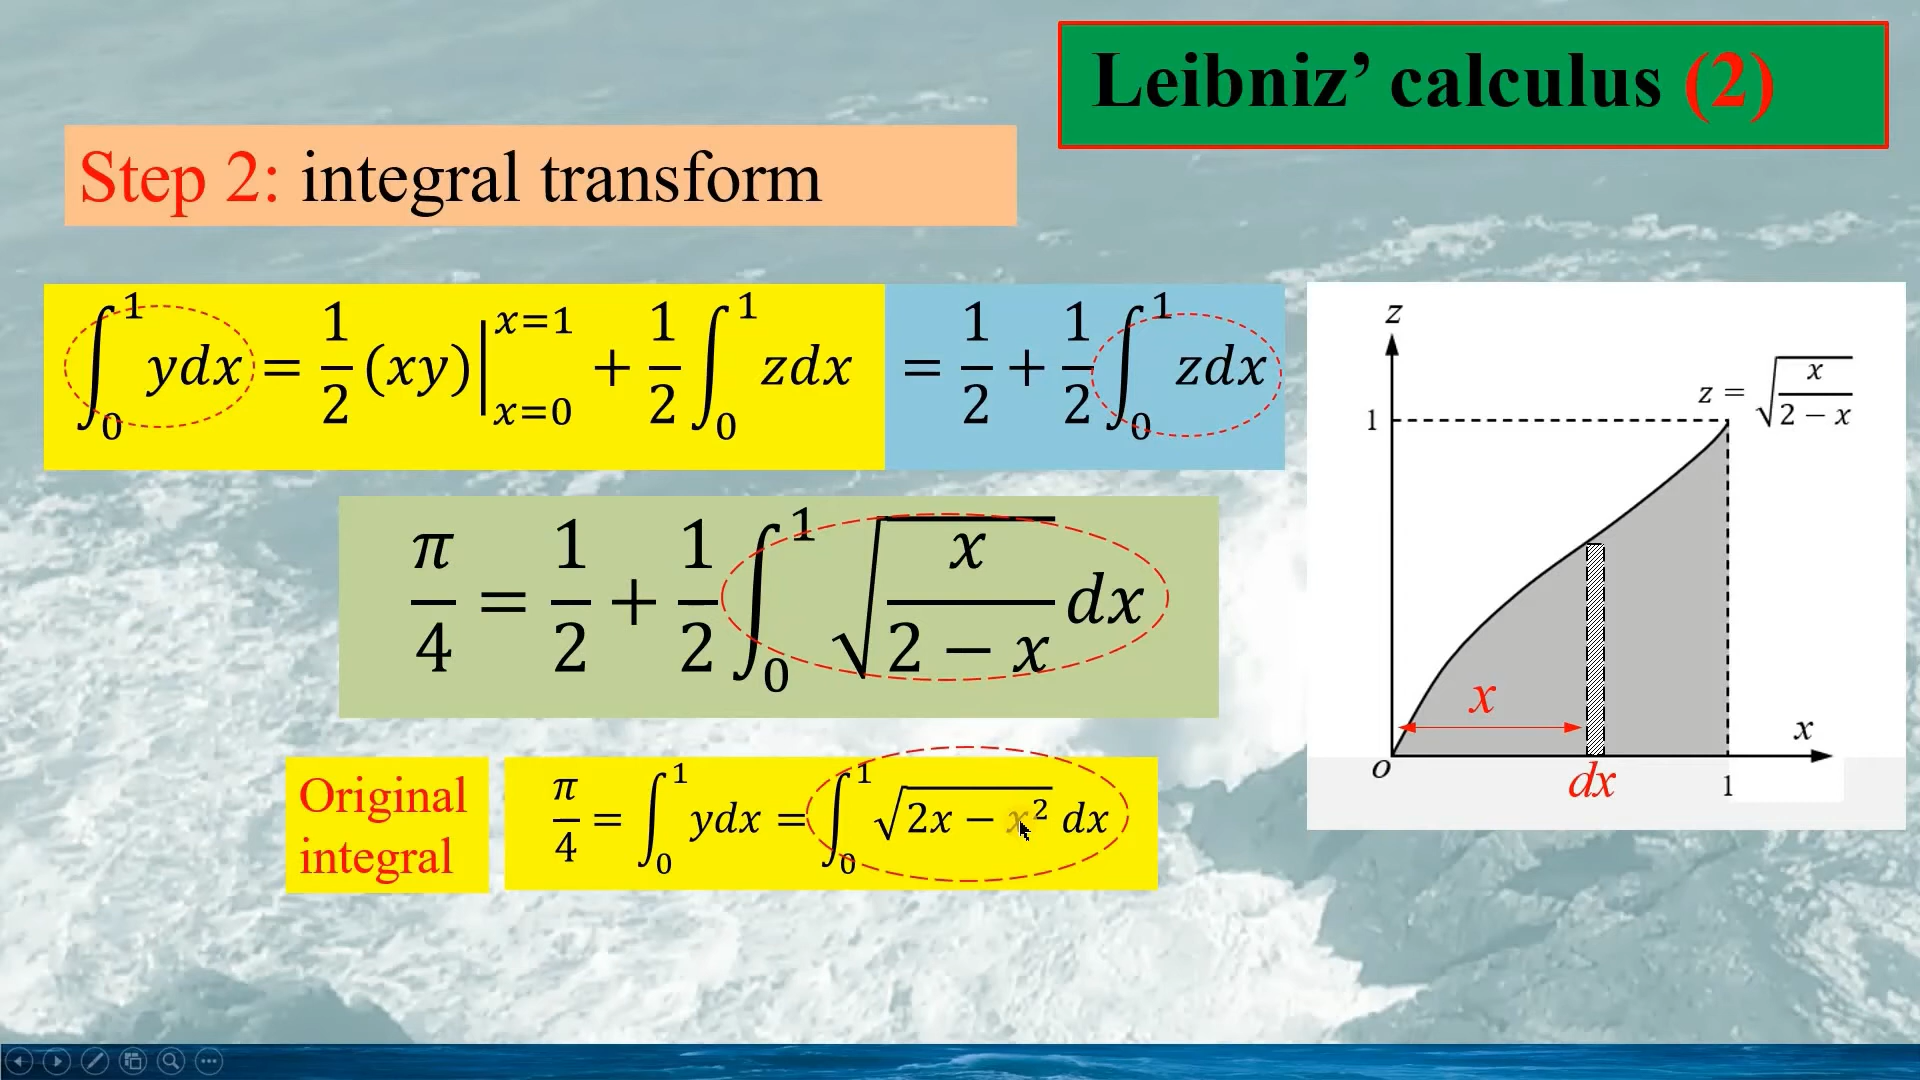 Leibniz’ calculus (2)
Step 2: integral transform
∫₀¹ ydx = 1/2 (xy)|ₓ₌₀ˣ⁼¹ + 1/2 ∫₀¹ zdx = 1/2 + 1/2 ∫₀¹ zdx
π/4 = 1/2 + 1/2 ∫₀¹ √(x/(2 − x)) dx
Original
integral
π/4 = ∫₀¹ ydx = ∫₀¹ √(2x − x²) dx
z
z = √(x/(2 − x))
1
x
x
o
dx
1